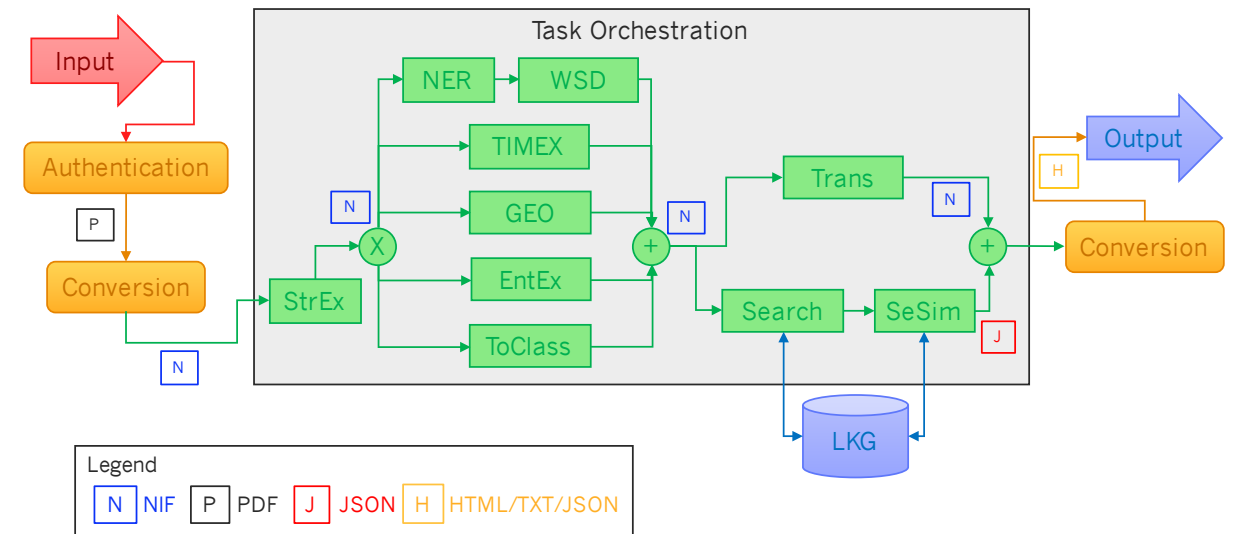 Task Orchestration
Input
NER
WSD
Authentication
TIMEX
Output
H
Trans
P
N
GEO
N
N
X
+
+
Conversion
Conversion
StrEx
EntEx
Search
SeSim
ToClass
J
N
LKG
Legend
N NIF P PDF J JSON H HTML/TXT/JSON